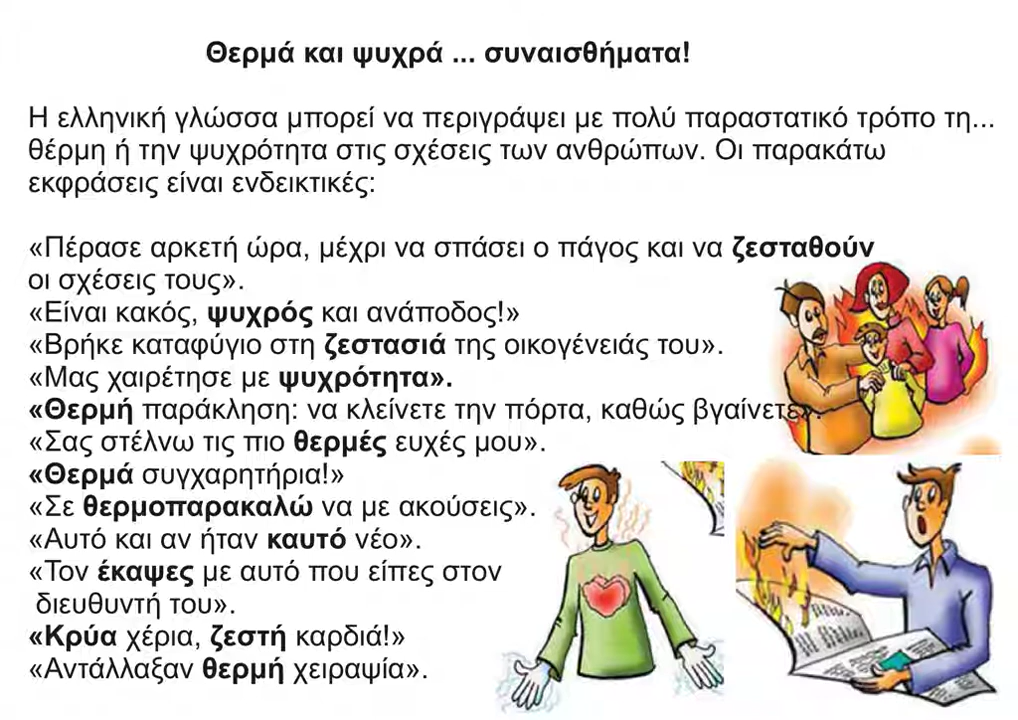 Θερμά και ψυχρά ... συναισθήματα!
Η ελληνική γλώσσα μπορεί να περιγράψει με πολύ παραστατικό τρόπο τη...
θέρμη ή την ψυχρότητα στις σχέσεις των ανθρώπων. Οι παρακάτω
εκφράσεις είναι ενδεικτικές:
«Πέρασε αρκετή ώρα, μέχρι να σπάσει ο πάγος και να ζεσταθούν
οι σχέσεις τους».
«Είναι κακός, ψυχρός και ανάποδος!»
«Βρήκε καταφύγιο στη ζεστασιά της οικογένειάς του».
«Μας χαιρέτησε με ψυχρότητα».
«Θερμή παράκληση: να κλείνετε την πόρτα, καθώς βγαίνετε».
«Σας στέλνω τις πιο θερμές ευχές μου».
«Θερμά συγχαρητήρια!»
«Σε θερμοπαρακαλώ να με ακούσεις».
«Αυτό και αν ήταν καυτό νέο».
«Τον έκαψες με αυτό που είπες στον
διευθυντή του».
«Κρύα χέρια, ζεστή καρδιά!»
«Αντάλλαξαν θερμή χειραψία».